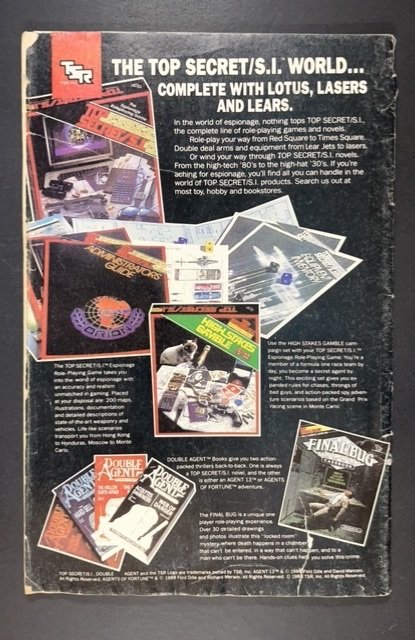 TSR
THE TOP SECRET/S.I.™ WORLD...
COMPLETE WITH LOTUS, LASERS
AND LEARS.
In the world of espionage, nothing tops TOP SECRET/S.I.,
the complete line of role-playing games and novels.
Role-play your way from Red Square to Times Square.
Double deal arms and equipment from Lear Jets to lasers.
Or wind your way through TOP SECRET/S.I. novels.
From the high-tech '80's to the high-hat '30's. If you're
aching for espionage, you'll find all you can handle in the
world of TOP SECRET/S.I. products. Search us out at
most toy, hobby and bookstores.
ADMINISTRATORS
GUIDE
ORION
HIGH STAKES
GAMBLE
The TOP SECRET/S.I.™ Espionage
Role-Playing Game takes you
into the world of espionage with
an accuracy and realism
unmatched in gaming. Placed
at your disposal are: 200 mean
illustrations, documentation
and detailed descriptions of
state-of-the-art weaponry and
vehicles. Life-like scenarios
transport you from Hong Kong
to Honduras, Moscow to Monte
Carlo.
Use the HIGH STAKES GAMBLE cam-
paign set with your TOP SECRET/S.I.™
Espionage Role-Playing Game. You're a
member of a formula one race team by
day, you become a secret agent by
night. This exciting set gives you ex-
panded rules for chases, throngs of
bad guys, and action-packed spy adven-
ture scenarios based on the Grand Prix
racing scene in Monte Carlo.
DOUBLE AGENT™ Books give you two action-
packed thrillers back-to-back. One is always
a TOP SECRET/S.I. novel, and the other
is either an AGENT 13™ or AGENTS
OF FORTUNE™ adventure.
DOUBLE
AGENT
DOUBLE
AGENT
DOUBLE
AGENT
FINAL BUG
The FINAL BUG is a unique one
player role-playing experience.
Over 30 detailed drawings
and photos illustrate this "locked room"
mystery where death happens in a chamber
that can't be entered, in a way that can't happen, and to a
man who can't be there. Hands-on clues help you solve this crime.
TOP SECRET/S.I., DOUBLE AGENT and the TSR Logo are trademarks owned by TSR, Inc. AGENT 13™ & © 1988 Flint Dille and David Marconi.
All Rights Reserved. AGENTS OF FORTUNE™ & © 1988 Flint Dille and Richard Merwin. All Rights Reserved. © 1988 TSR, Inc. All Rights Reserved.